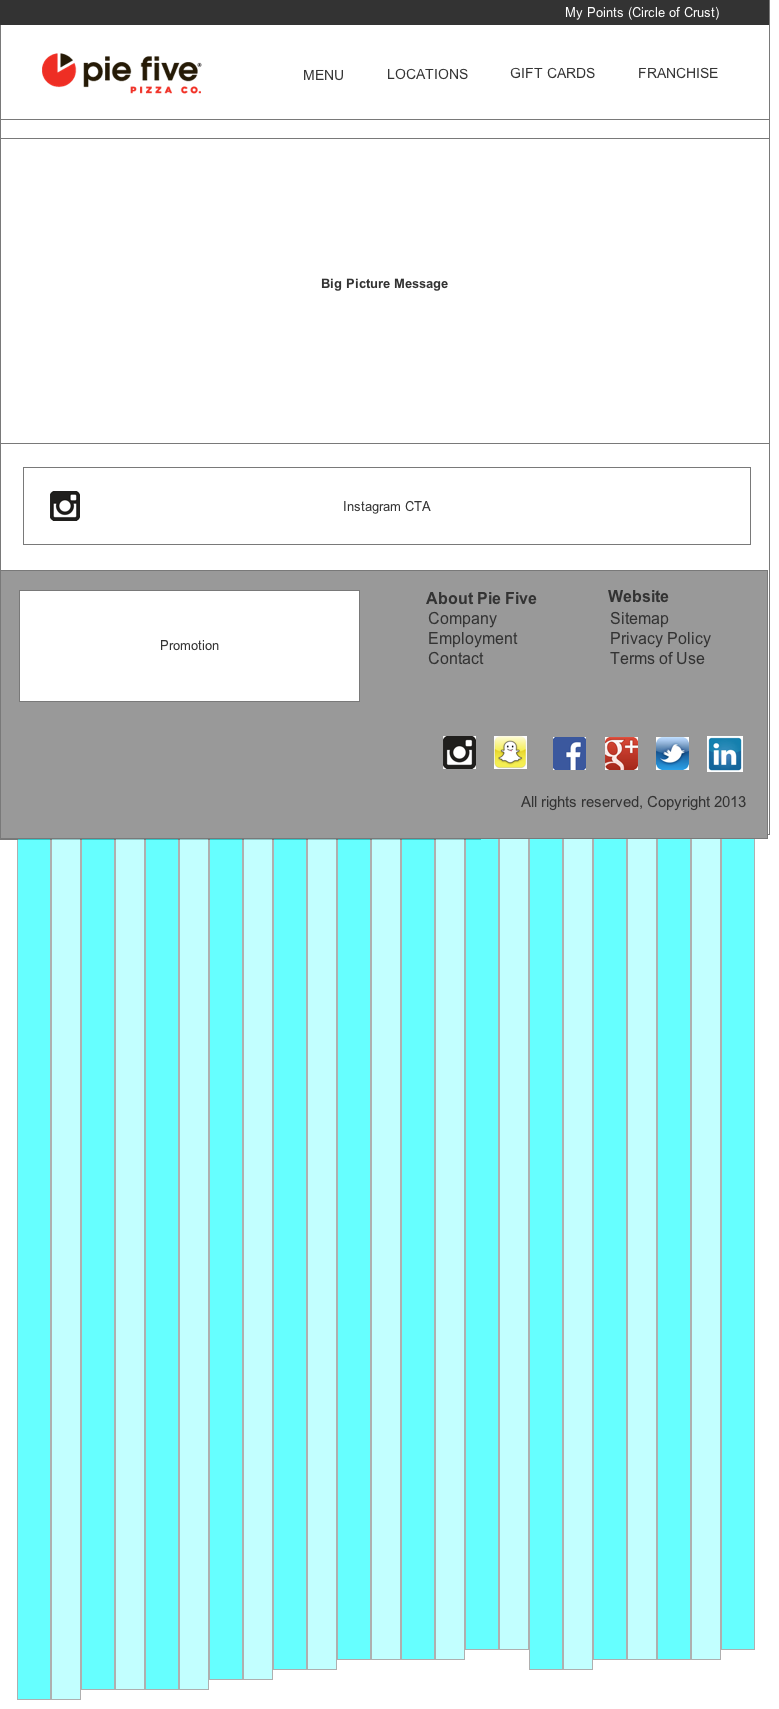 My Points (Circle of Crust)
pie five®
PIZZA CO.
MENU LOCATIONS GIFT CARDS FRANCHISE
Big Picture Message
Instagram CTA
Promotion
About Pie Five
Company
Employment
Contact
Website
Sitemap
Privacy Policy
Terms of Use
f g+ in
All rights reserved, Copyright 2013